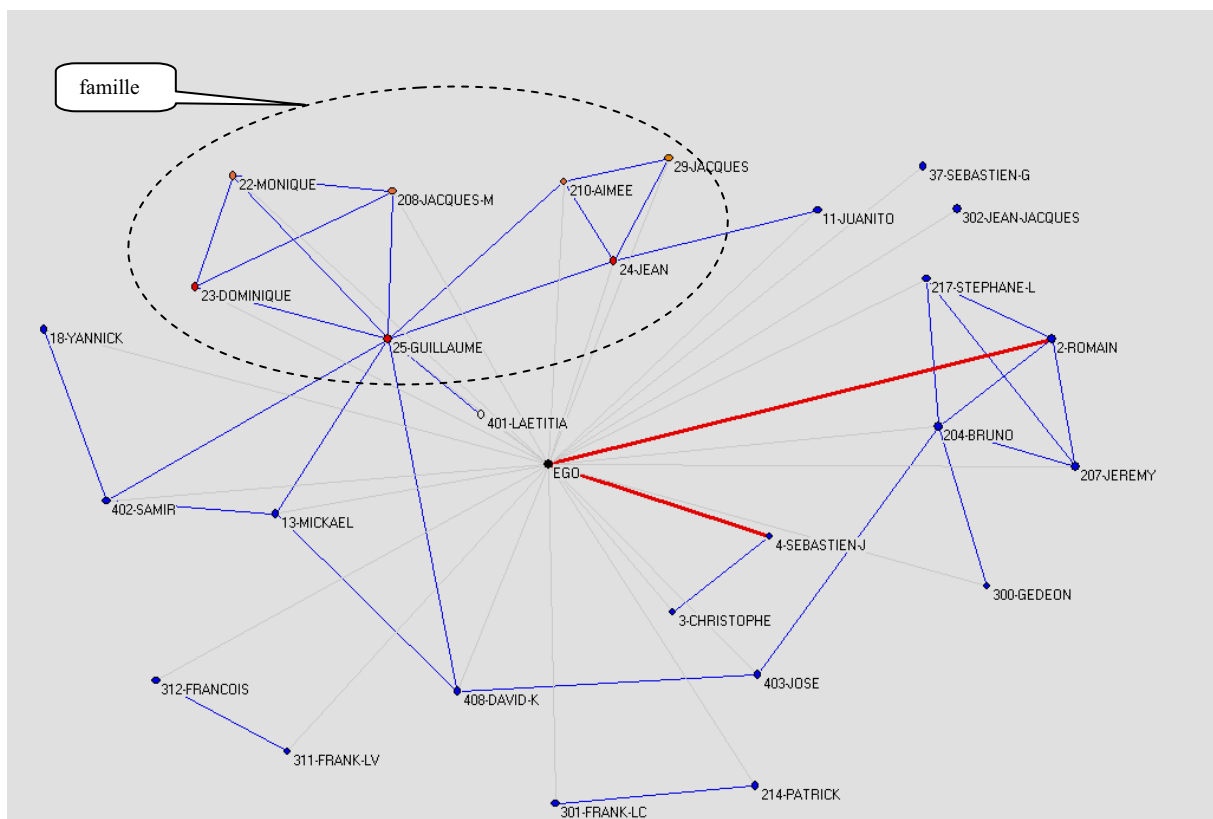 famille
29-JACQUES
37-SEBASTIEN-G
22-MONIQUE
210-AIMEE
208-JACQUES-M
11-JUANITO
302-JEAN-JACQUES
24-JEAN
217-STEPHANE-L
23-DOMINIQUE
18-YANNICK
25-GUILLAUME
2-ROMAIN
401-LAETITIA
204-BRUNO
EGO
207-JEREMY
402-SAMIR
13-MICKAEL
4-SEBASTIEN-J
300-GEDEON
3-CHRISTOPHE
403-JOSE
312-FRANCOIS
408-DAVID-K
311-FRANK-LV
214-PATRICK
301-FRANK-LC